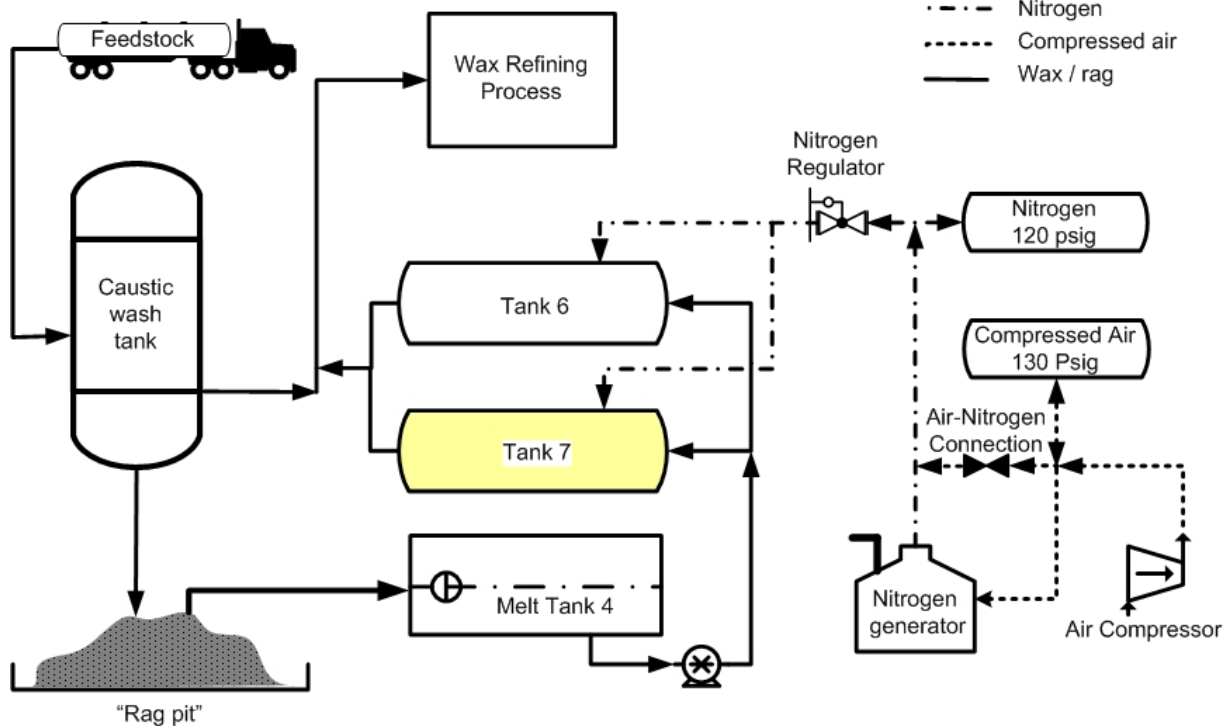 Feedstock
Wax Refining
Process
Nitrogen
Compressed air
Wax / rag
Nitrogen
Regulator
Nitrogen
120 psig
Caustic
wash
tank
Tank 6
Compressed Air
130 Psig
Air-Nitrogen
Connection
Tank 7
Melt Tank 4
Nitrogen
generator
Air Compressor
“Rag pit”